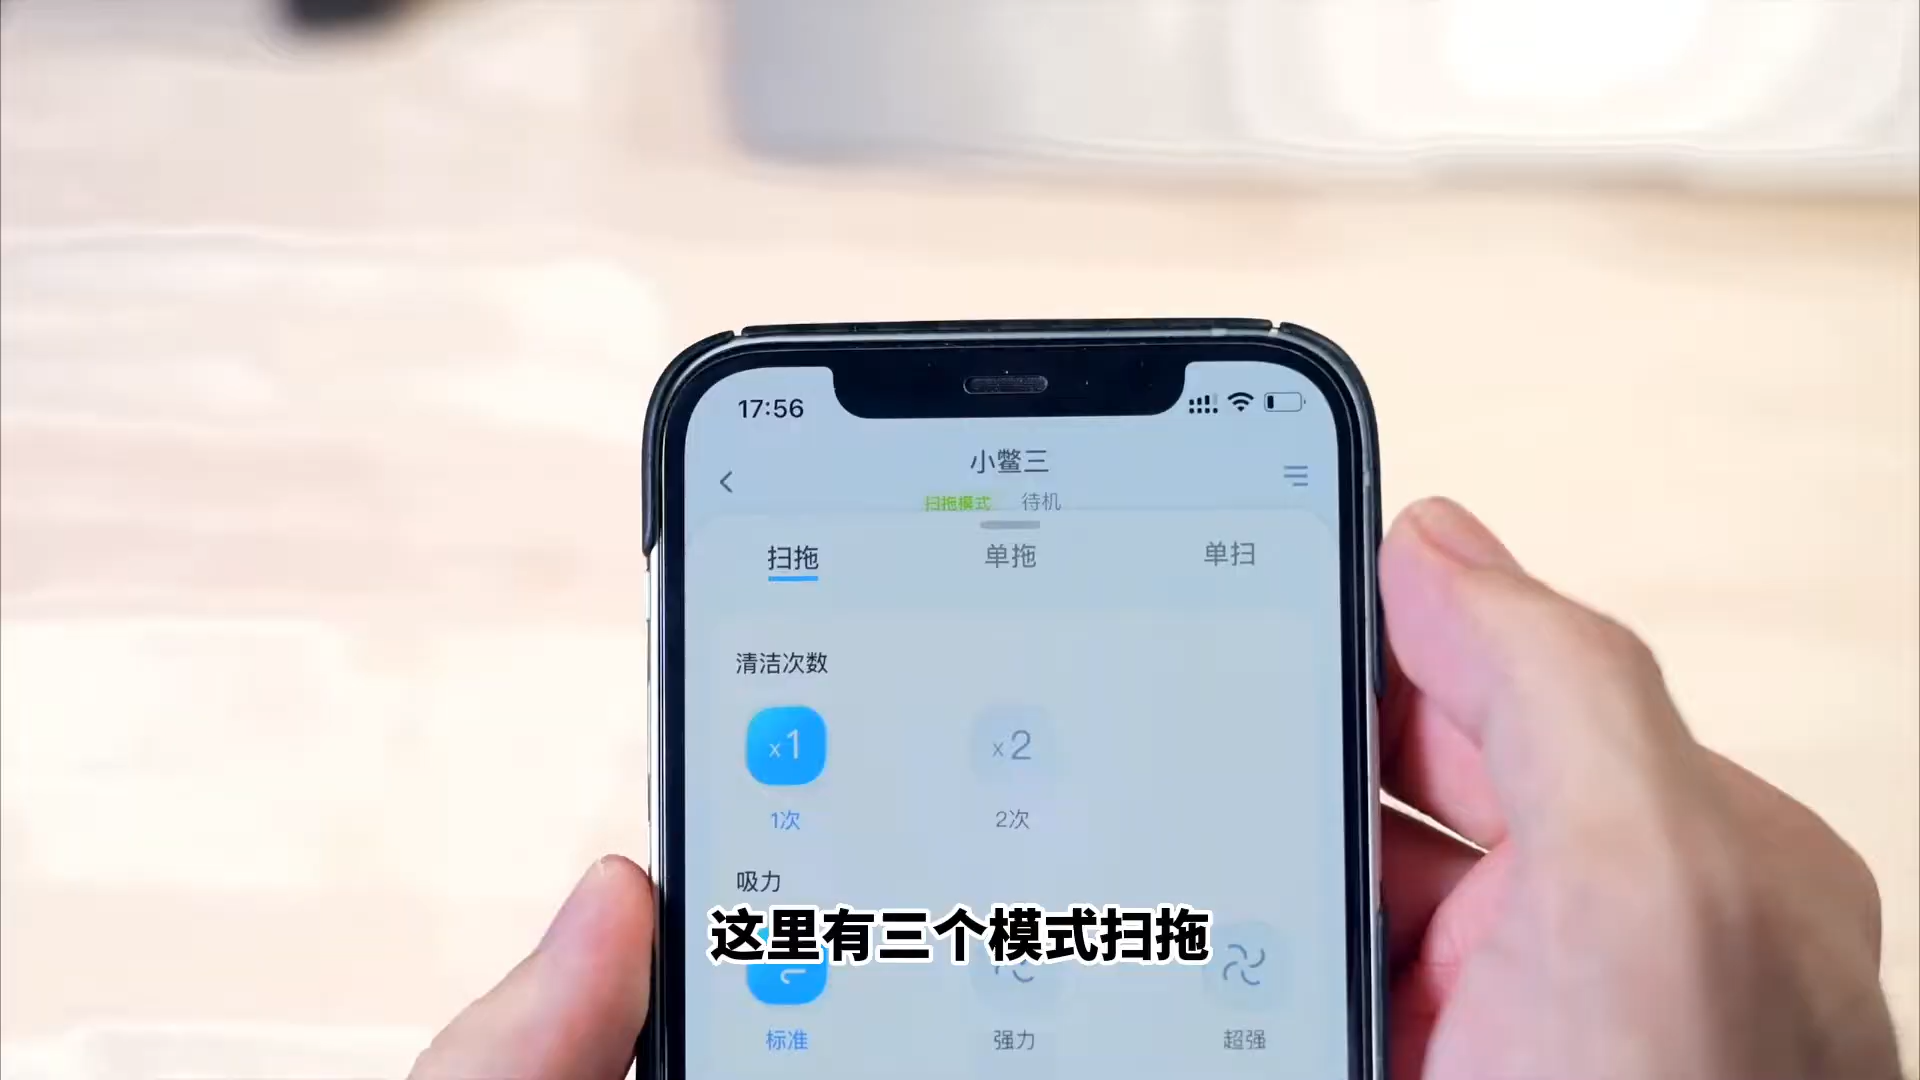 17:56
小鳖三
扫拖模式 待机
扫拖 单拖 单扫
清洁次数
x1 x2
1次 2次
吸力
这里有三个模式扫拖
标准 强力 超强